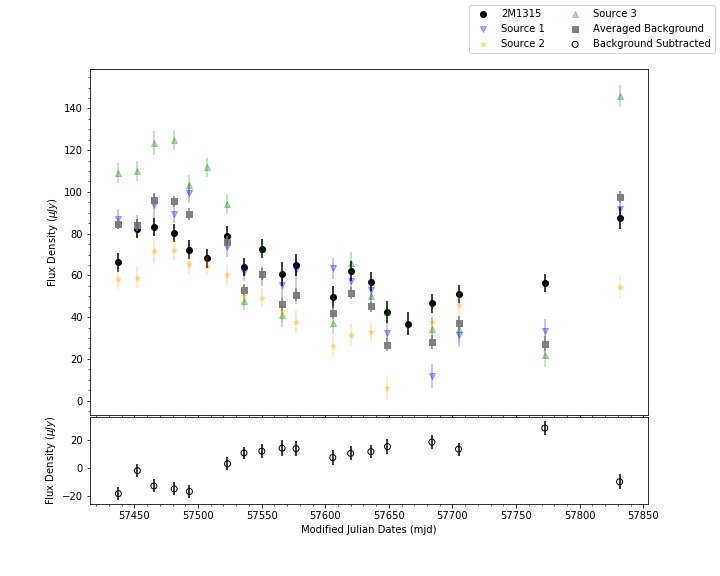 2M1315
Source 1
Source 2
Source 3
Averaged Background
Background Subtracted
Flux Density (μJy)
140
120
100
80
60
40
20
0
Flux Density (μJy)
20
0
−20
57450 57500 57550 57600 57650 57700 57750 57800 57850
Modified Julian Dates (mjd)